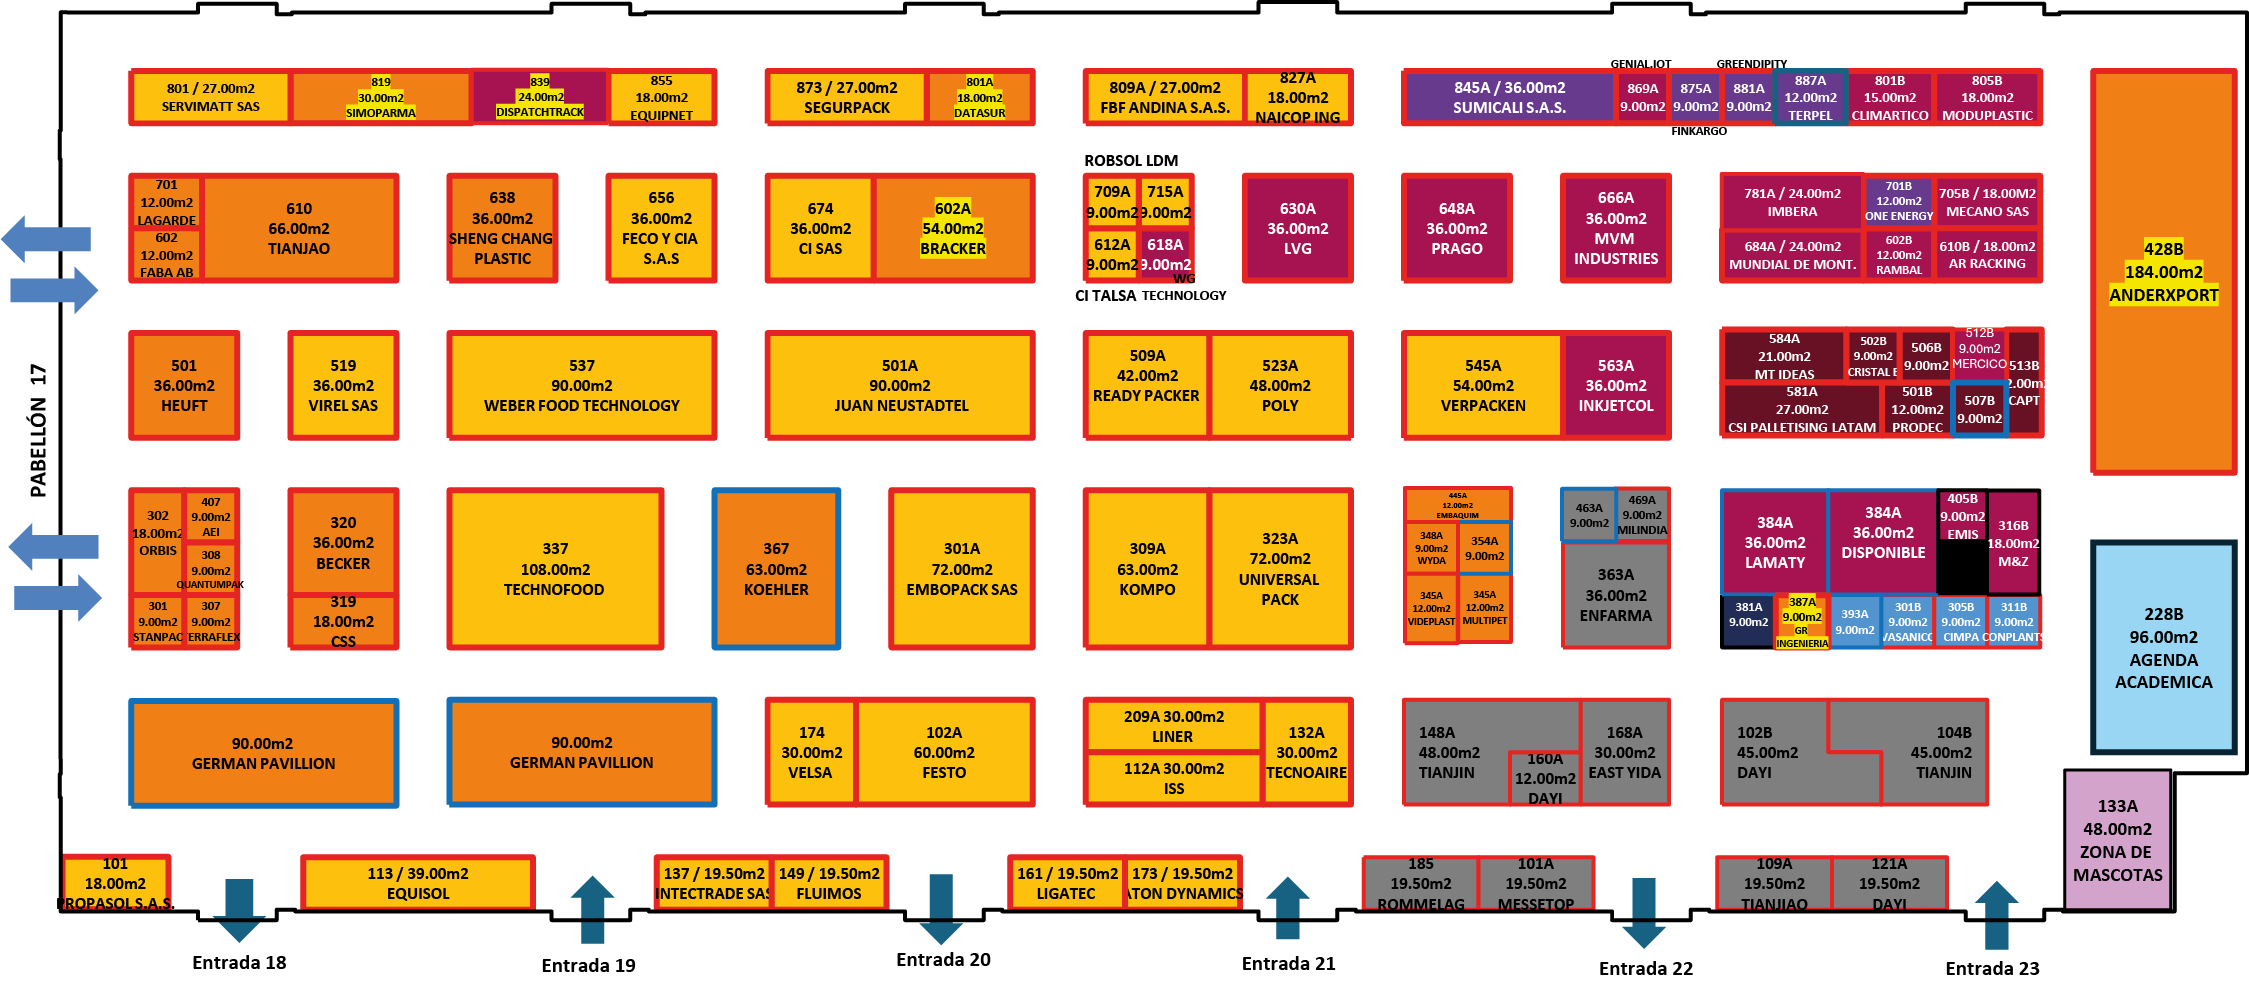 801 / 27.00m2
SERVIMATT SAS
819
30.00m2
SIMOPARMA
839
24.00m2
DISPATCHTRACK
855
18.00m2
EQUIPNET
873 / 27.00m2
SEGURPACK
801A
18.00m2
DATASUR
809A / 27.00m2
FBF ANDINA S.A.S.
827A
18.00m2
NAICOP ING
845A / 36.00m2
SUMICALI S.A.S.
GENIAL.IOT
869A
9.00m2
875A
9.00m2
FINKARGO
GREENDIPITY
881A
9.00m2
887A
12.00m2
TERPEL
801B
15.00m2
CLIMARTICO
805B
18.00m2
MODUPLASTIC
701
12.00m2
LAGARDE
602
12.00m2
FABA AB
610
66.00m2
TIANJAO
638
36.00m2
SHENG CHANG
PLASTIC
656
36.00m2
FECO Y CIA
S.A.S
674
36.00m2
CI SAS
602A
54.00m2
BRACKER
ROBSOL LDM
709A
9.00m2
715A
9.00m2
612A
9.00m2
618A
9.00m2
WG
CI TALSA
TECHNOLOGY
630A
36.00m2
LVG
648A
36.00m2
PRAGO
666A
36.00m2
MVM
INDUSTRIES
781A / 24.00m2
IMBERA
701B
12.00m2
ONE ENERGY
705B / 18.00M2
MECANO SAS
684A / 24.00m2
MUNDIAL DE MONT.
602B
12.00m2
RAMBAL
610B / 18.00m2
AR RACKING
428B
184.00m2
ANDERXPORT
PABELLÓN 17
501
36.00m2
HEUFT
519
36.00m2
VIREL SAS
537
90.00m2
WEBER FOOD TECHNOLOGY
501A
90.00m2
JUAN NEUSTADTEL
509A
42.00m2
READY PACKER
523A
48.00m2
POLY
545A
54.00m2
VERPACKEN
563A
36.00m2
INKJETCOL
584A
21.00m2
MT IDEAS
502B
9.00m2
CRISTAL E
506B
9.00m2
512B
9.00m2
MERCICO
513B
2.00m
CAPT
581A
27.00m2
CSI PALLETISING LATAM
501B
12.00m2
PRODEC
507B
9.00m2
302
18.00m2
ORBIS
407
9.00m2
AEI
308
9.00m2
QUANTUMPAK
301
9.00m2
STANPAC
307
9.00m2
TERRAFLEX
320
36.00m2
BECKER
319
18.00m2
CSS
337
108.00m2
TECHNOFOOD
367
63.00m2
KOEHLER
301A
72.00m2
EMBOPACK SAS
309A
63.00m2
KOMPO
323A
72.00m2
UNIVERSAL
PACK
445A
12.00m2
EMBAQUIM
348A
9.00m2
WYDA
354A
9.00m2
345A
12.00m2
VIDEPLAST
345A
12.00m2
MULTIPET
463A
9.00m2
469A
9.00m2
MILINDIA
363A
36.00m2
ENFARMA
384A
36.00m2
LAMATY
384A
36.00m2
DISPONIBLE
405B
9.00m2
EMIS
316B
18.00m2
M&Z
381A
9.00m2
387A
9.00m2
GR
INGENIERIA
393A
9.00m2
301B
9.00m2
VASANICO
305B
9.00m2
CIMPA
311B
9.00m2
CONPLANTS
228B
96.00m2
AGENDA
ACADEMICA
90.00m2
GERMAN PAVILLION
90.00m2
GERMAN PAVILLION
174
30.00m2
VELSA
102A
60.00m2
FESTO
209A 30.00m2
LINER
112A 30.00m2
ISS
132A
30.00m2
TECNOAIRE
148A
48.00m2
TIANJIN
160A
12.00m2
DAYI
168A
30.00m2
EAST YIDA
102B
45.00m2
DAYI
104B
45.00m2
TIANJIN
133A
48.00m2
ZONA DE
MASCOTAS
101
18.00m2
PROPASOL S.A.S.
113 / 39.00m2
EQUISOL
137 / 19.50m2
INTECTRADE SAS
149 / 19.50m2
FLUIMOS
161 / 19.50m2
LIGATEC
173 / 19.50m2
ATON DYNAMICS
185
19.50m2
ROMMELAG
101A
19.50m2
MESSETOP
109A
19.50m2
TIANJIAO
121A
19.50m2
DAYI
Entrada 18
Entrada 19
Entrada 20
Entrada 21
Entrada 22
Entrada 23